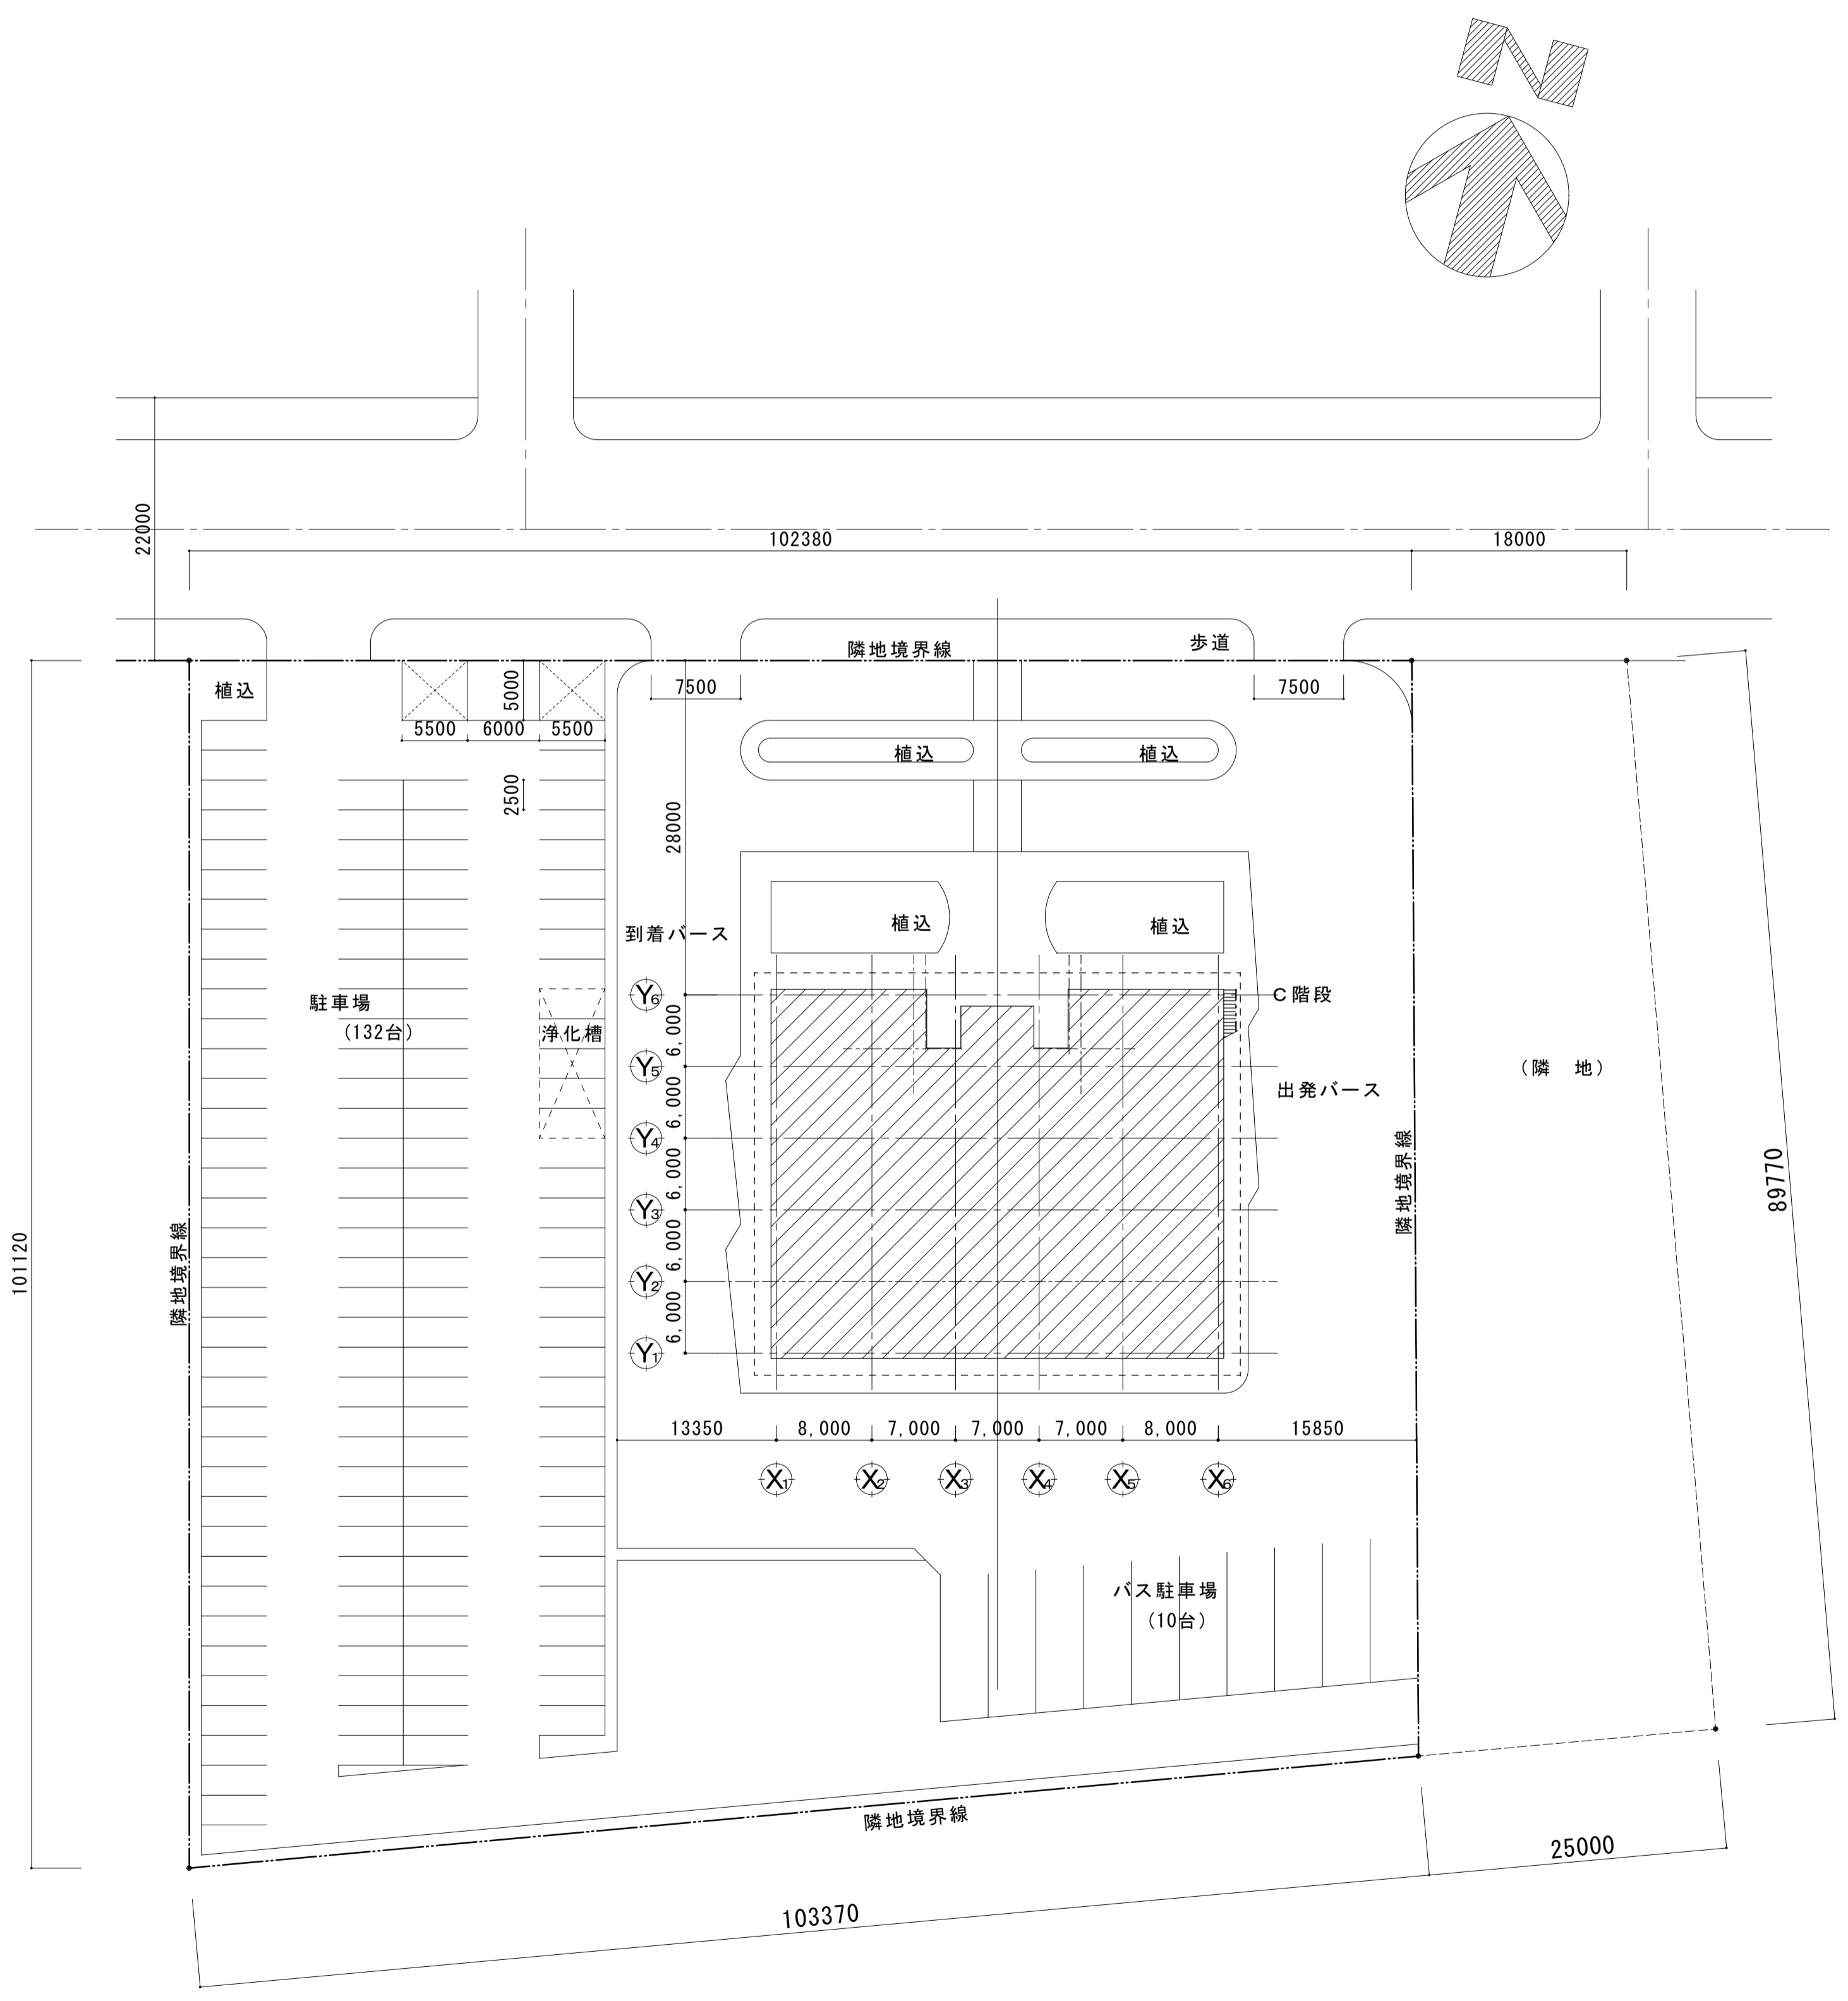 N
22000
102380
18000
隣地境界線
歩道
植込
5000
7500
7500
5500
6000
5500
植込
植込
2500
28000
植込
植込
到着バース
Y6
C階段
駐車場
(132台)
浄化槽
6,000
Y5
(隣 地)
出発バース
6,000
Y4
隣地境界線
6,000
Y3
89770
101120
隣地境界線
6,000
Y2
6,000
Y1
13350
8,000
7,000
7,000
7,000
8,000
15850
X1
X2
X3
X4
X5
X6
バス駐車場
(10台)
隣地境界線
25000
103370